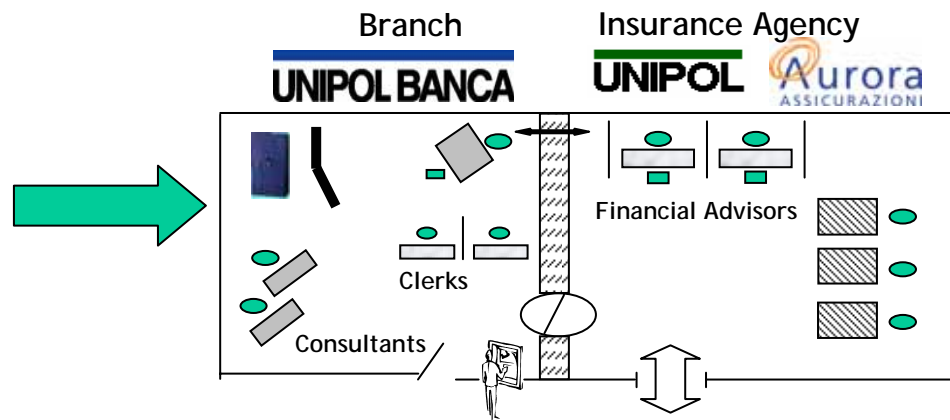 Branch
Insurance Agency
UNIPOL BANCA
UNIPOL
Aurora
ASSICURAZIONI
Financial Advisors
Clerks
Consultants